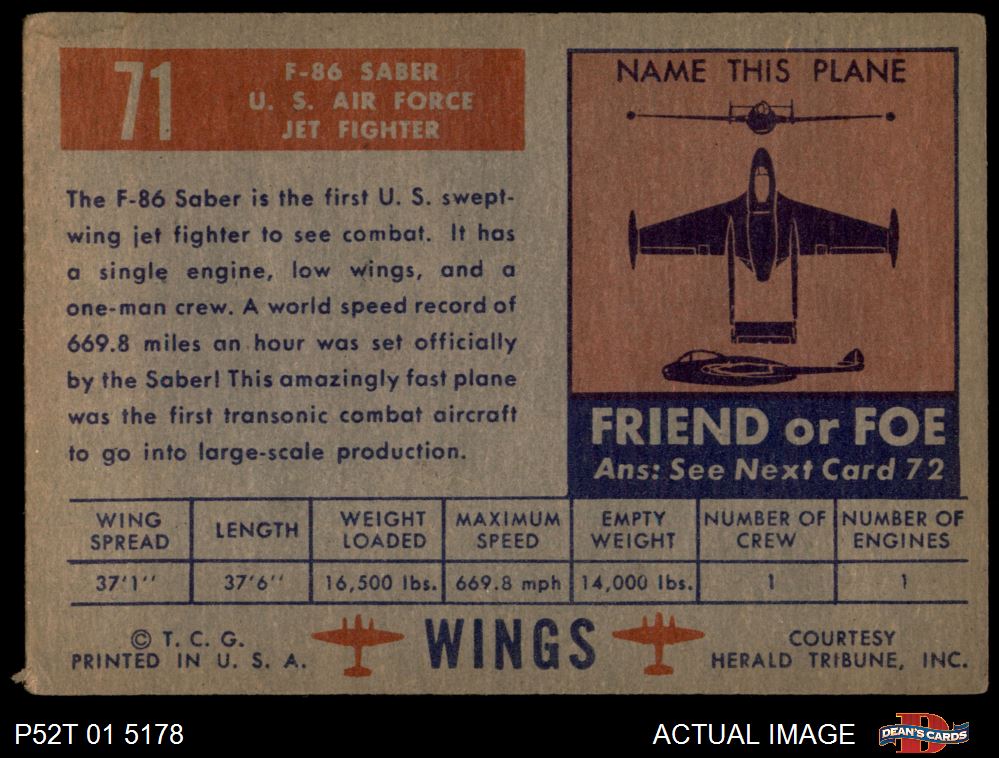 71
F-86 SABER
U. S. AIR FORCE
JET FIGHTER
The F-86 Saber is the first U. S. swept-
wing jet fighter to see combat. It has
a single engine, low wings, and a
one-man crew. A world speed record of
669.8 miles an hour was set officially
by the Saber! This amazingly fast plane
was the first transonic combat aircraft
to go into large-scale production.
NAME THIS PLANE
FRIEND or FOE
Ans: See Next Card 72
WING SPREAD
LENGTH
WEIGHT LOADED
MAXIMUM SPEED
EMPTY WEIGHT
NUMBER OF CREW
NUMBER OF ENGINES
37'1''
37'6''
16,500 lbs.
669.8 mph
14,000 lbs.
1
1
© T. C. G.
PRINTED IN U. S. A.
WINGS
COURTESY
HERALD TRIBUNE, INC.
P52T 01 5178
ACTUAL IMAGE
D
DEAN'S CARDS